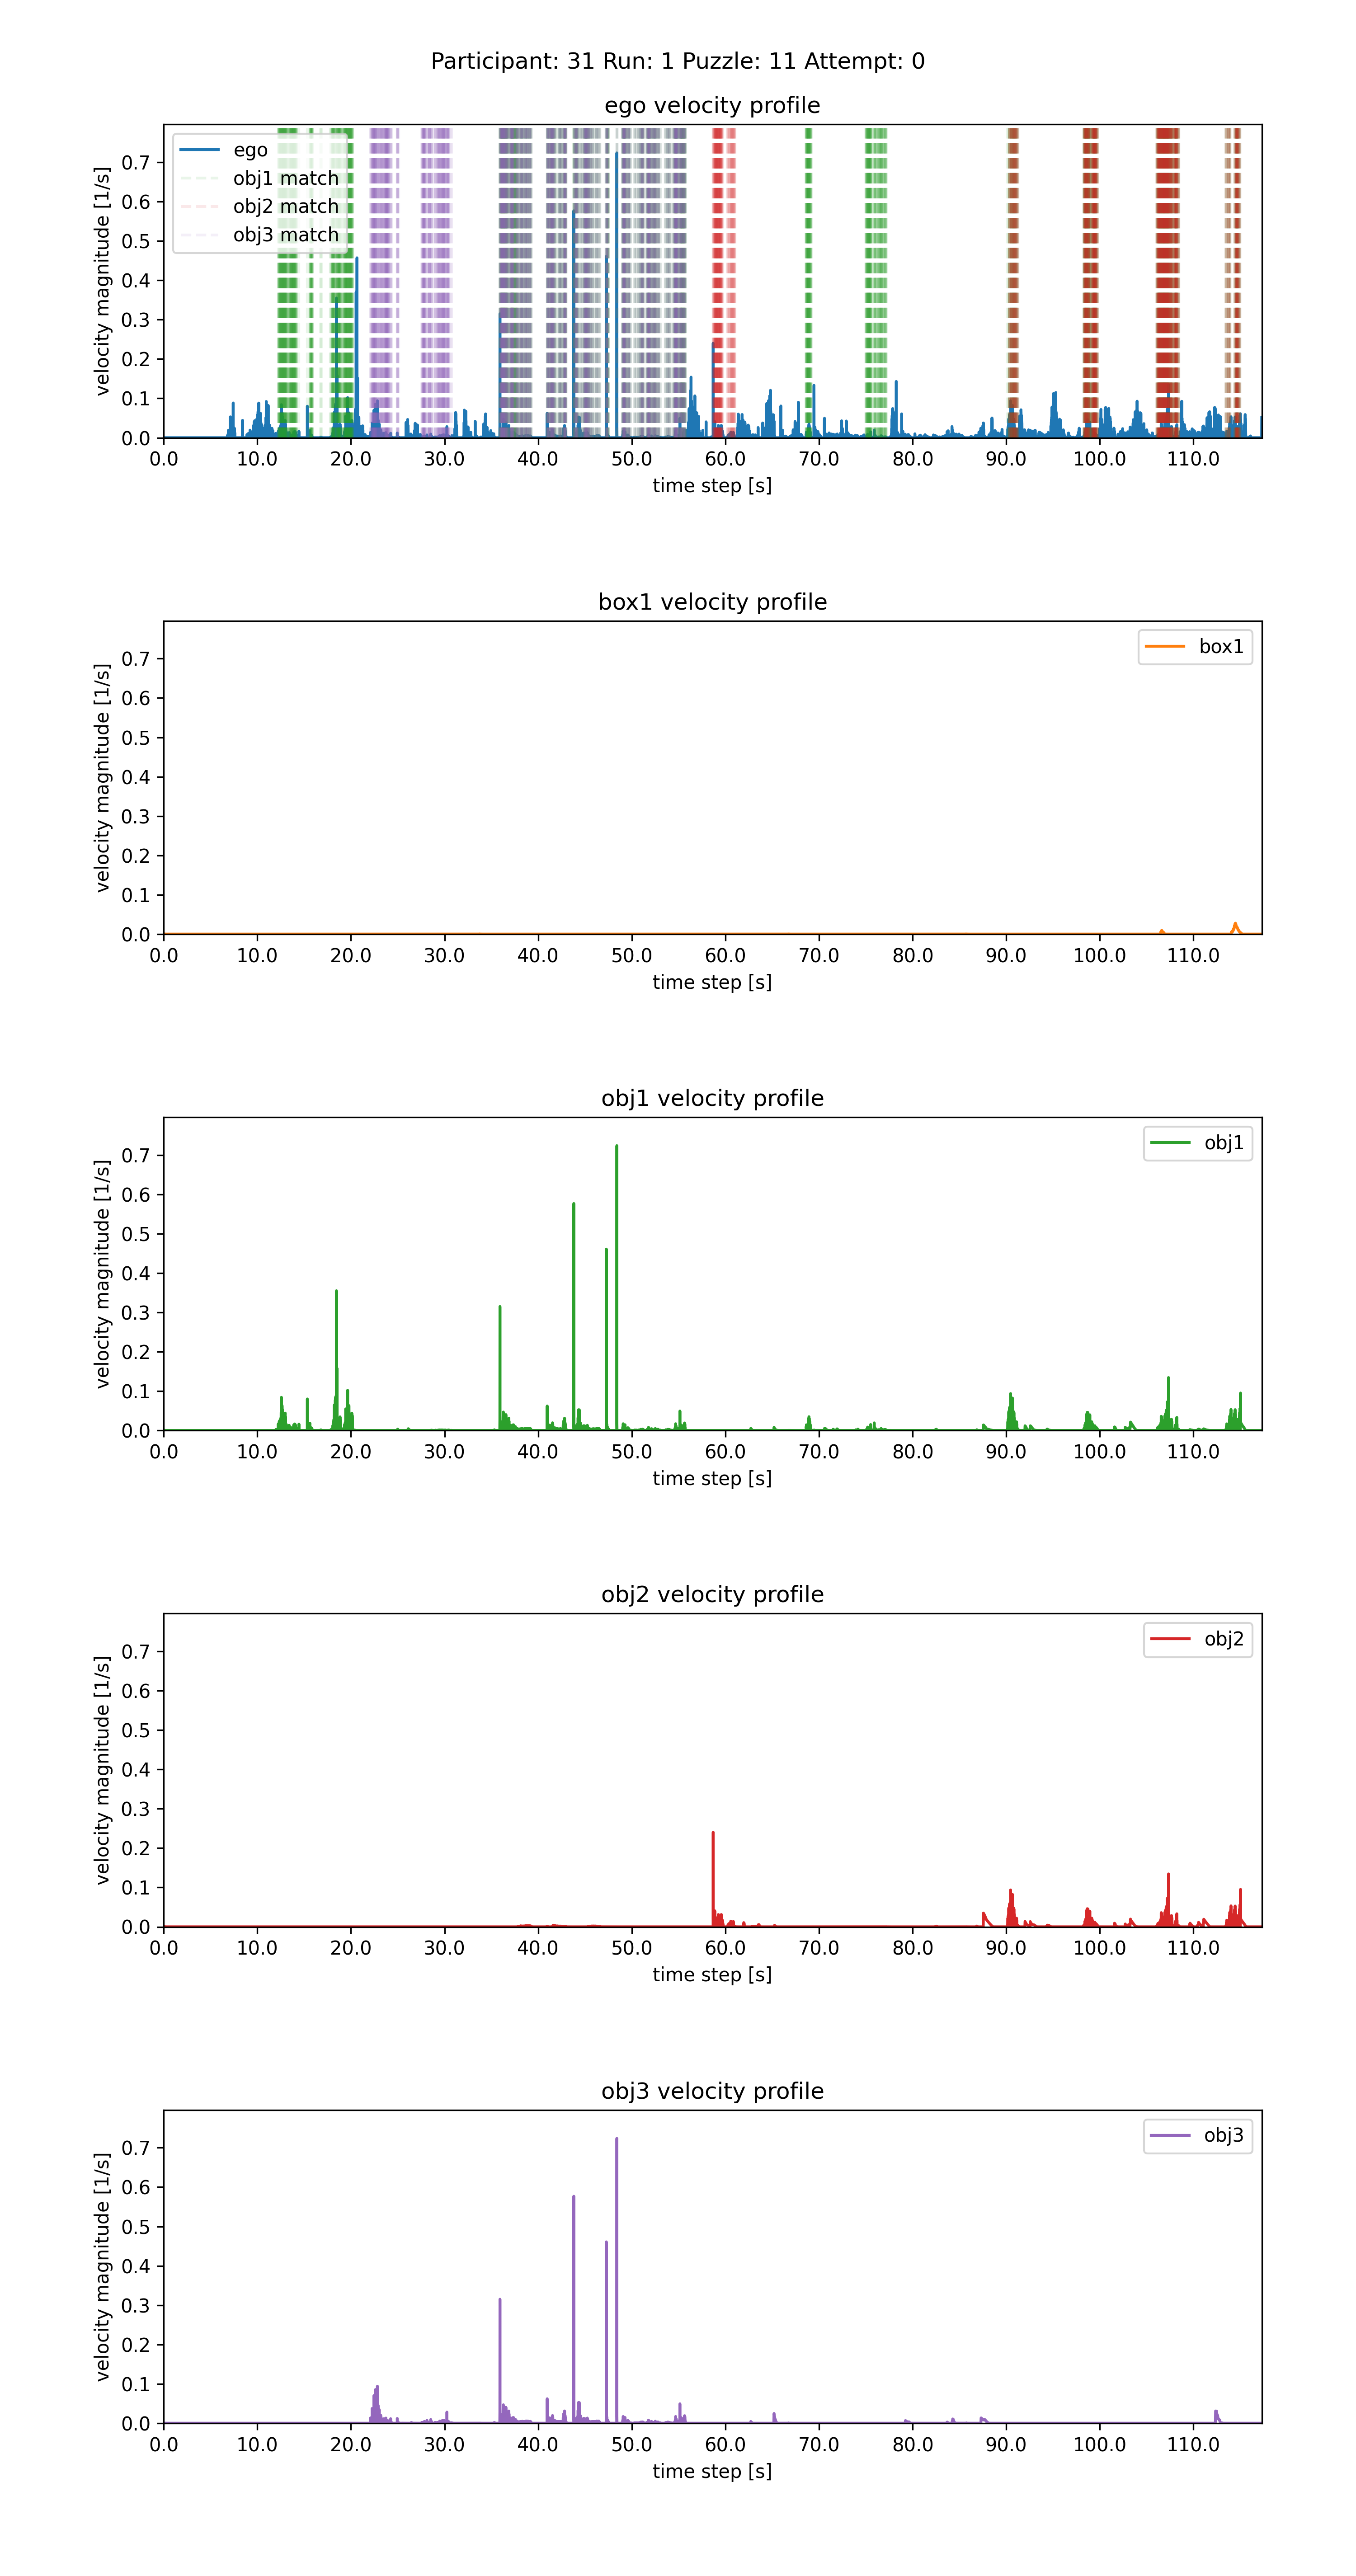 Participant: 31 Run: 1 Puzzle: 11 Attempt: 0
ego velocity profile
velocity magnitude [1/s]
0.7
0.6
0.5
0.4
0.3
0.2
0.1
0.0
ego
obj1 match
obj2 match
obj3 match
0.0 10.0 20.0 30.0 40.0 50.0 60.0 70.0 80.0 90.0 100.0 110.0
time step [s]
box1 velocity profile
velocity magnitude [1/s]
0.7
0.6
0.5
0.4
0.3
0.2
0.1
0.0
box1
0.0 10.0 20.0 30.0 40.0 50.0 60.0 70.0 80.0 90.0 100.0 110.0
time step [s]
obj1 velocity profile
velocity magnitude [1/s]
0.7
0.6
0.5
0.4
0.3
0.2
0.1
0.0
obj1
0.0 10.0 20.0 30.0 40.0 50.0 60.0 70.0 80.0 90.0 100.0 110.0
time step [s]
obj2 velocity profile
velocity magnitude [1/s]
0.7
0.6
0.5
0.4
0.3
0.2
0.1
0.0
obj2
0.0 10.0 20.0 30.0 40.0 50.0 60.0 70.0 80.0 90.0 100.0 110.0
time step [s]
obj3 velocity profile
velocity magnitude [1/s]
0.7
0.6
0.5
0.4
0.3
0.2
0.1
0.0
obj3
0.0 10.0 20.0 30.0 40.0 50.0 60.0 70.0 80.0 90.0 100.0 110.0
time step [s]